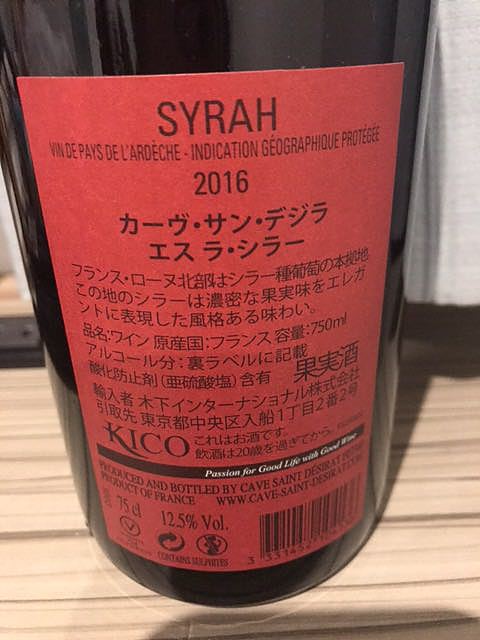 SYRAH
VIN DE PAYS DE L'ARDÈCHE - INDICATION GÉOGRAPHIQUE PROTÉGÉE
2016
カーヴ・サン・デジラ
エス ラ・シラー
フランス・ローヌ北部はシラー種葡萄の本拠地
この地のシラーは濃密な果実味をエレガ
ントに表現した風格ある味わい。
品名:ワイン 原産国:フランス 容量:750ml
アルコール分:裏ラベルに記載
酸化防止剤(亜硫酸塩)含有 果実酒
輸入者 木下インターナショナル株式会社
引取先 東京都中央区入船1丁目2番2号
KICO これはお酒です。
飲酒は20歳を過ぎてから。
Passion for Good Life with Good Wine
PRODUCED AND BOTTLED BY CAVE SAINT DESIRAT
PRODUCT OF FRANCE WWW.CAVE-SAINT-DESIRAT
75 cl 12.5% Vol.
CONTAINS SULPHITES